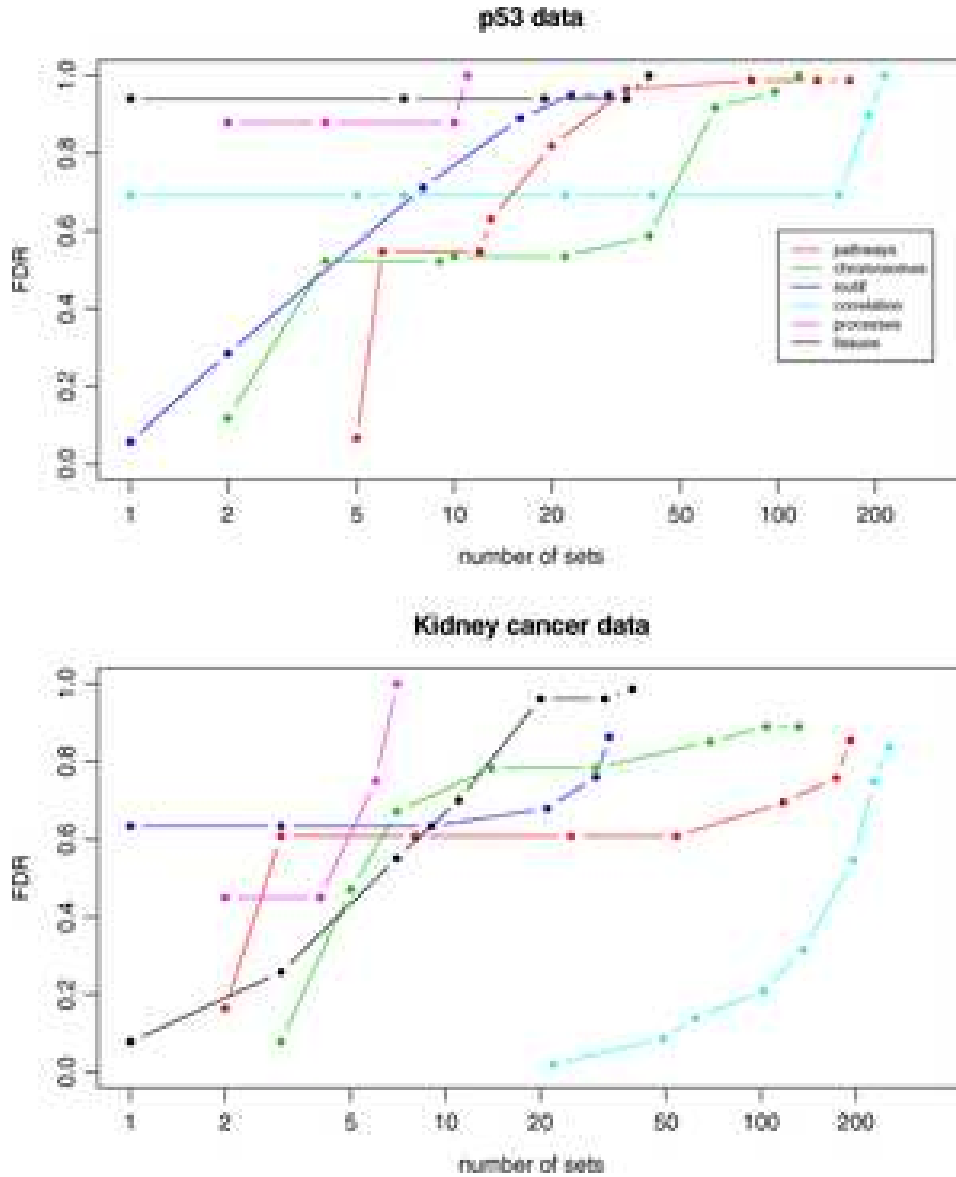 p53 data
1.0
0.8
0.6
0.4
0.2
0.0
FDR
pathways
chromosomes
motif
correlation
processes
tissues
1 2 5 10 20 50 100 200
number of sets
Kidney cancer data
1.0
0.8
0.6
0.4
0.2
0.0
FDR
1 2 5 10 20 50 100 200
number of sets